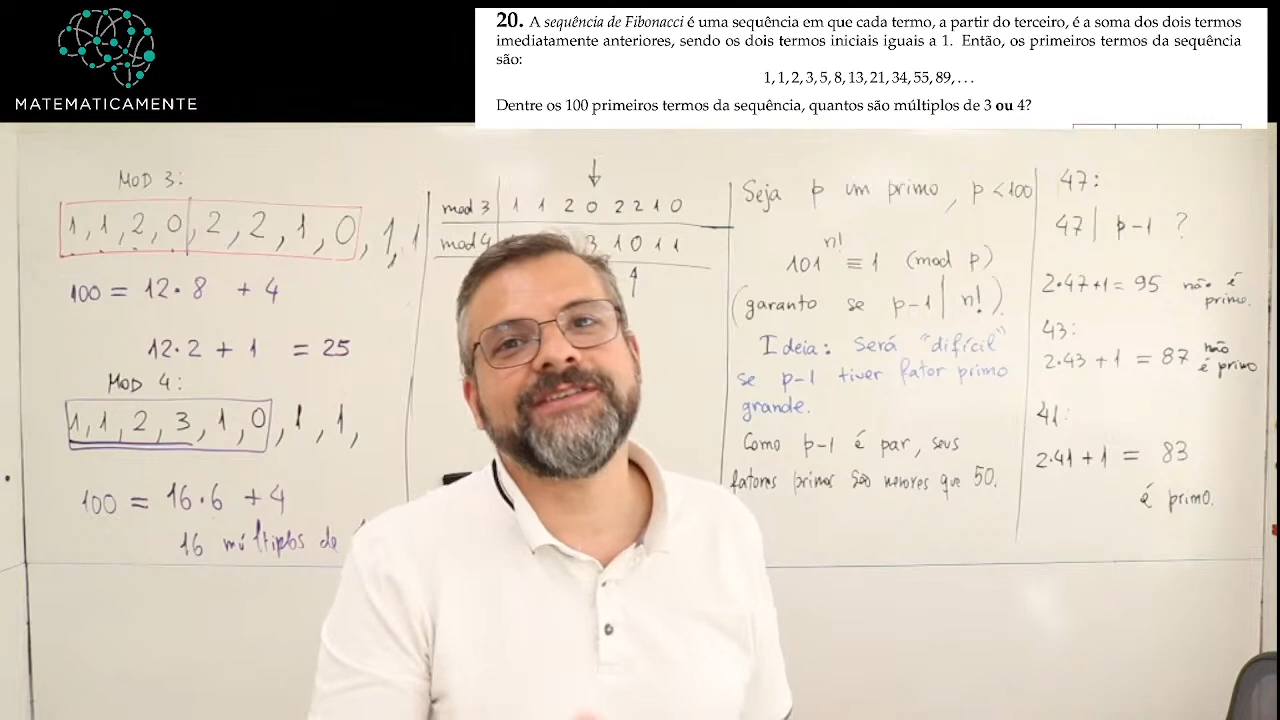 MATEMATICAMENTE
20. A sequência de Fibonacci é uma sequência em que cada termo, a partir do terceiro, é a soma dos dois termos
imediatamente anteriores, sendo os dois termos iniciais iguais a 1. Então, os primeiros termos da sequência
são:
1, 1, 2, 3, 5, 8, 13, 21, 34, 55, 89, . . .
Dentre os 100 primeiros termos da sequência, quantos são múltiplos de 3 ou 4?
MOD 3:
1, 1, 2, 0, 2, 2, 1, 0, 1, 1
100 = 12 · 8 + 4
12 · 2 + 1 = 25
MOD 4:
1, 1, 2, 3, 1, 0, 1, 1,
100 = 16 · 6 + 4
16 múltiplos de
mod 3 1 1 2 0 2 2 1 0
mod 4 3 1 0 1 1
Seja p um primo, p < 100
101^n! ≡ 1 (mod p)
(garanto se p-1 | n!).
Ideia: Será "difícil"
se p-1 tiver fator primo
grande.
Como p-1 é par, seus
fatores primos são menores que 50.
47:
47 | p-1 ?
2·47+1 = 95 não é
primo.
43:
2·43+1 = 87 não
é primo
41:
2·41+1 = 83
é primo.